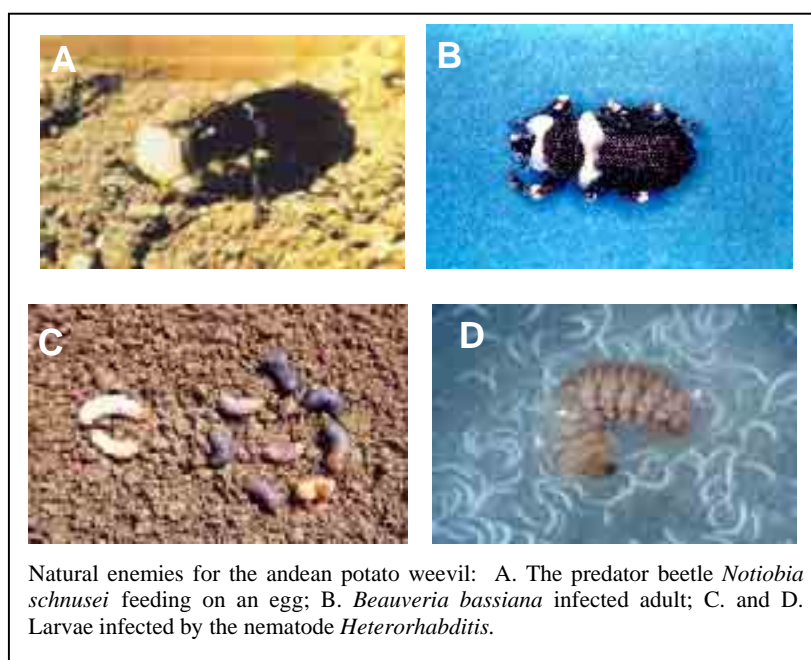 A
B
C
D
Natural enemies for the andean potato weevil: A. The predator beetle Notiobia
schnusei feeding on an egg; B. Beauveria bassiana infected adult; C. and D.
Larvae infected by the nematode Heterorhabditis.